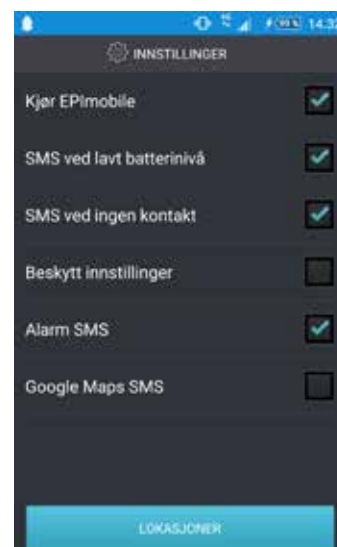 14.32
INNSTILLINGER
Kjør EPImobile
SMS ved lavt batterinivå
SMS ved ingen kontakt
Beskytt innstillinger
Alarm SMS
Google Maps SMS
LOKASJONER